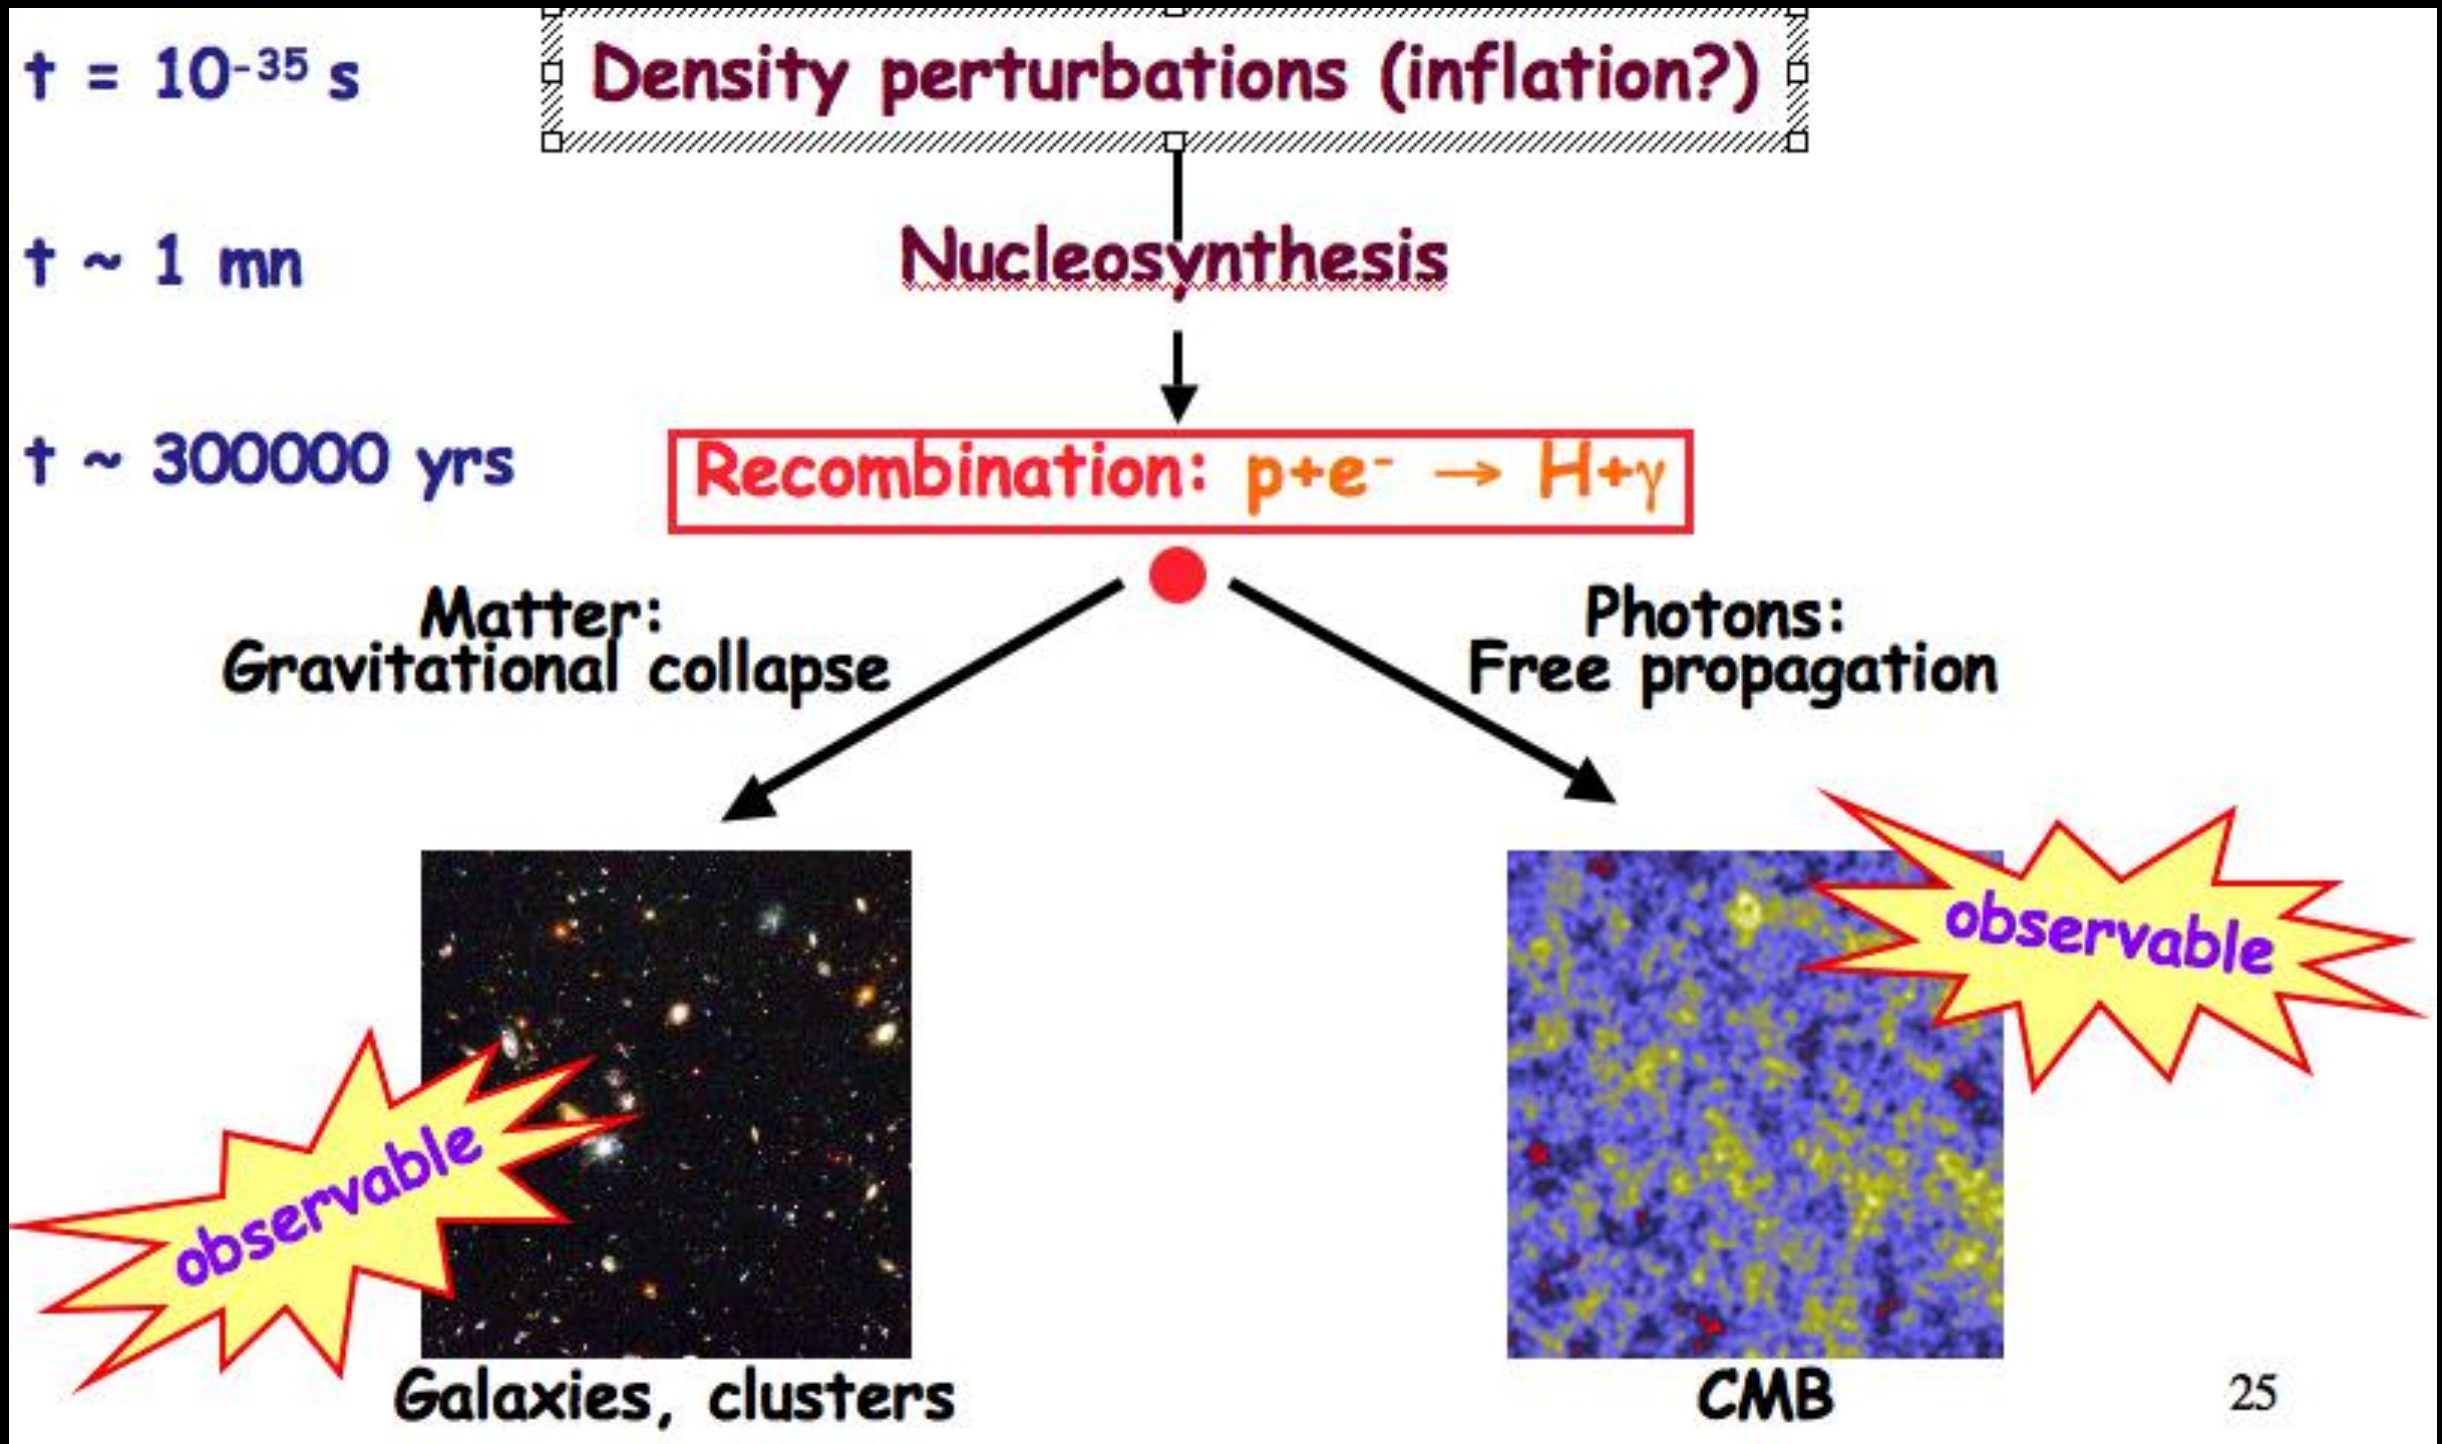 t = 10⁻³⁵ s
Density perturbations (inflation?)
t ~ 1 mn
Nucleosynthesis
t ~ 300000 yrs
Recombination: p+e⁻ → H+γ
Matter:
Gravitational collapse
Photons:
Free propagation
observable
observable
Galaxies, clusters
CMB
25